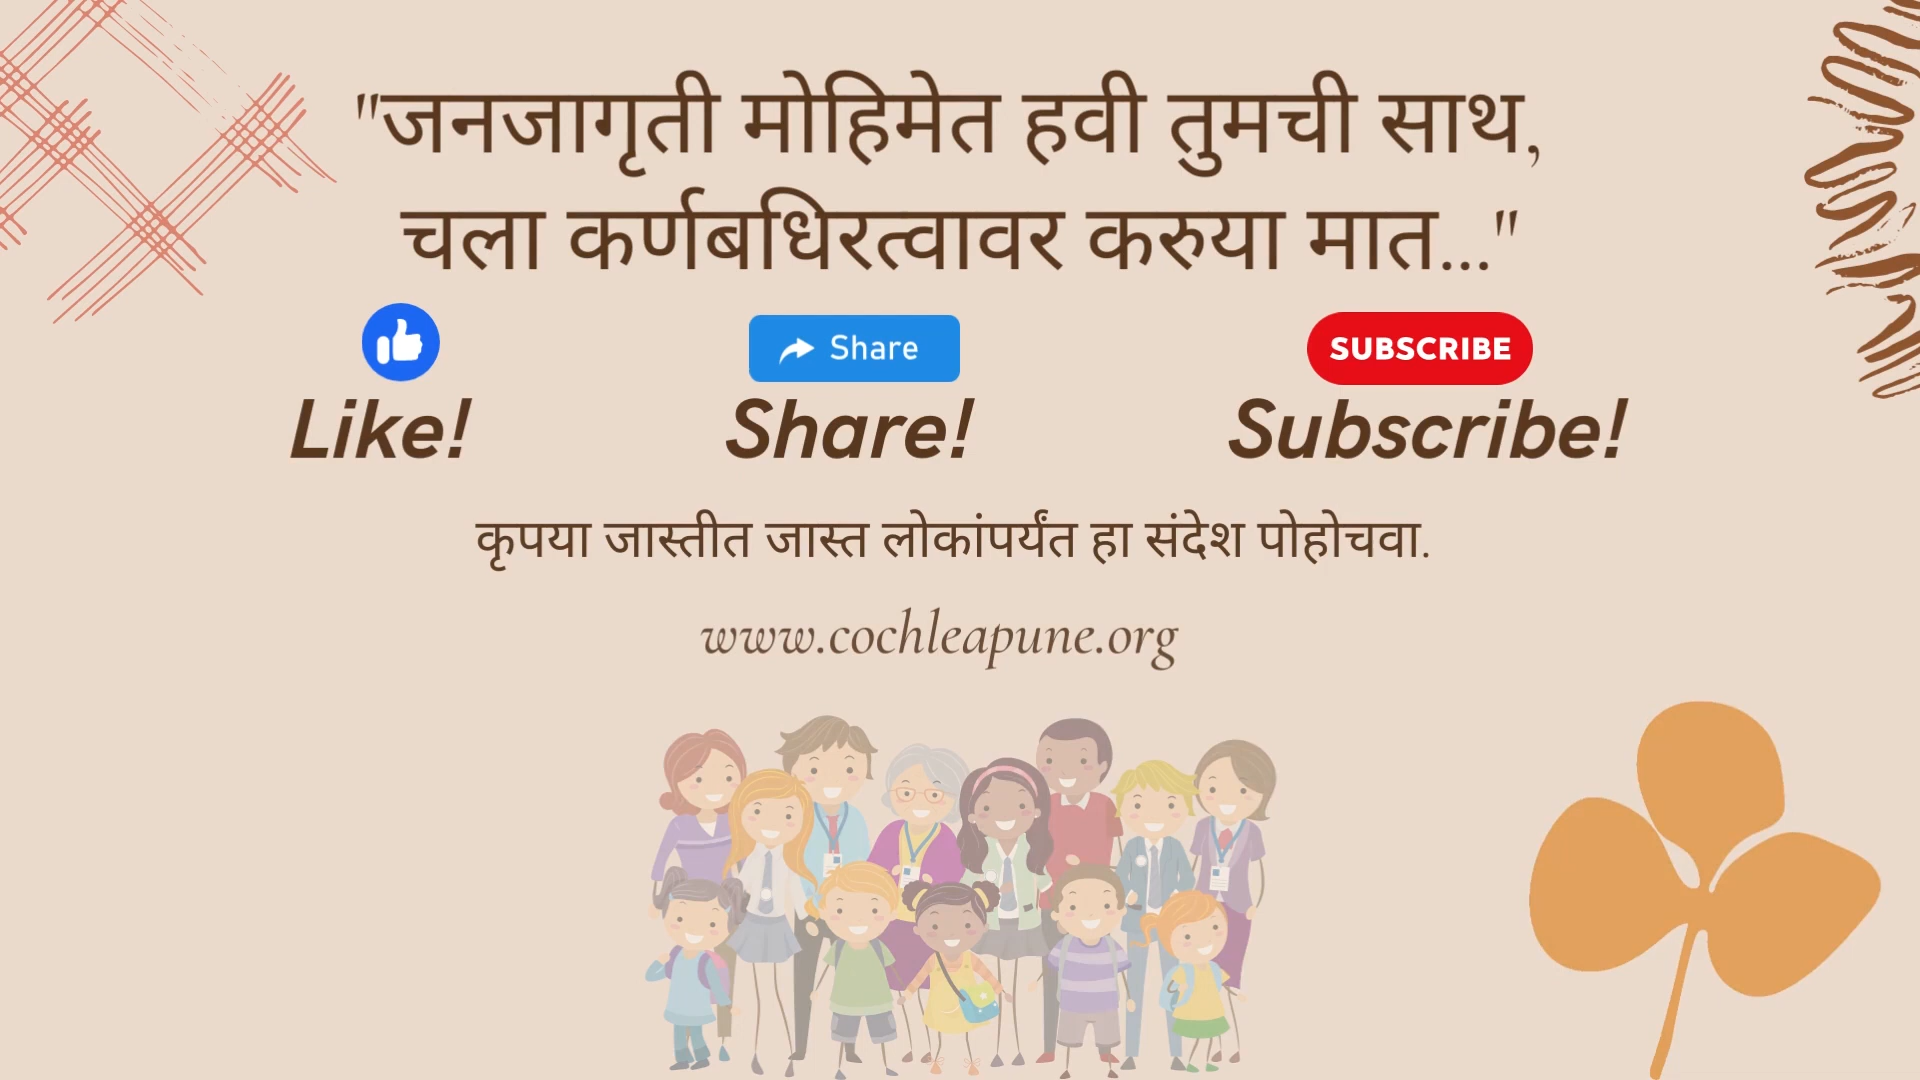 "जनजागृती मोहिमेत हवी तुमची साथ,
चला कर्णबधिरत्वावर करुया मात..."
Share
SUBSCRIBE
Like!
Share!
Subscribe!
कृपया जास्तीत जास्त लोकांपर्यंत हा संदेश पोहोचवा.
www.cochleapune.org